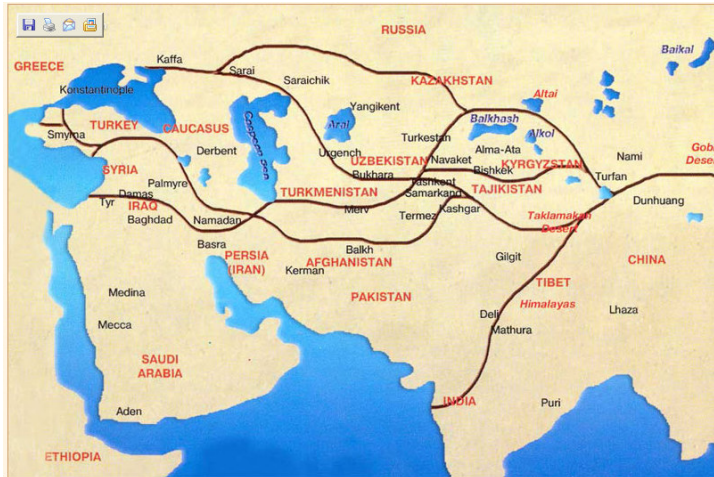 RUSSIA
Baikal
Kaffa
GREECE
Sarai
Saraichik
KAZAKHSTAN
Konstantinople
Altai
Yangikent
Caspean Sea
Aral
Balkhash
TURKEY
CAUCASUS
Smyrna
Turkestan
Alkol
Derbent
Urgench
Alma-Ata
Nami
Gobi
Desert
UZBEKISTAN
Navaket
KYRGYZSTAN
SYRIA
Bishkek
Bukhara
Turfan
Palmyre
Tashkent
TURKMENISTAN
TAJIKISTAN
Damas
Samarkand
Tyr
IRAQ
Dunhuang
Merv
Kashgar
Baghdad
Namadan
Termez
Taklamakan
Desert
Basra
Balkh
PERSIA
(IRAN)
AFGHANISTAN
Gilgit
CHINA
Kerman
TIBET
Medina
PAKISTAN
Himalayas
Deli
Lhaza
Mecca
Mathura
SAUDI
ARABIA
INDIA
Puri
Aden
ETHIOPIA